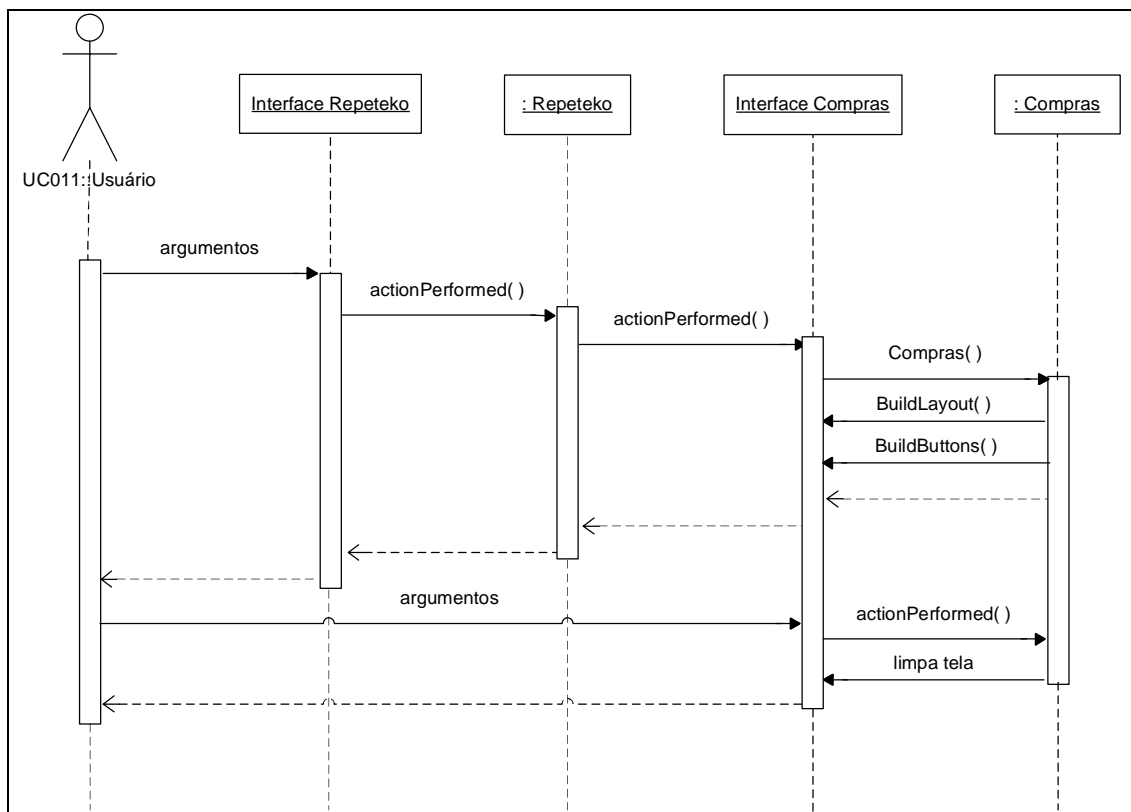 Interface Repeteko
: Repeteko
Interface Compras
: Compras
UC011::Usuário
argumentos
actionPerformed( )
actionPerformed( )
Compras( )
BuildLayout( )
BuildButtons( )
argumentos
actionPerformed( )
limpa tela